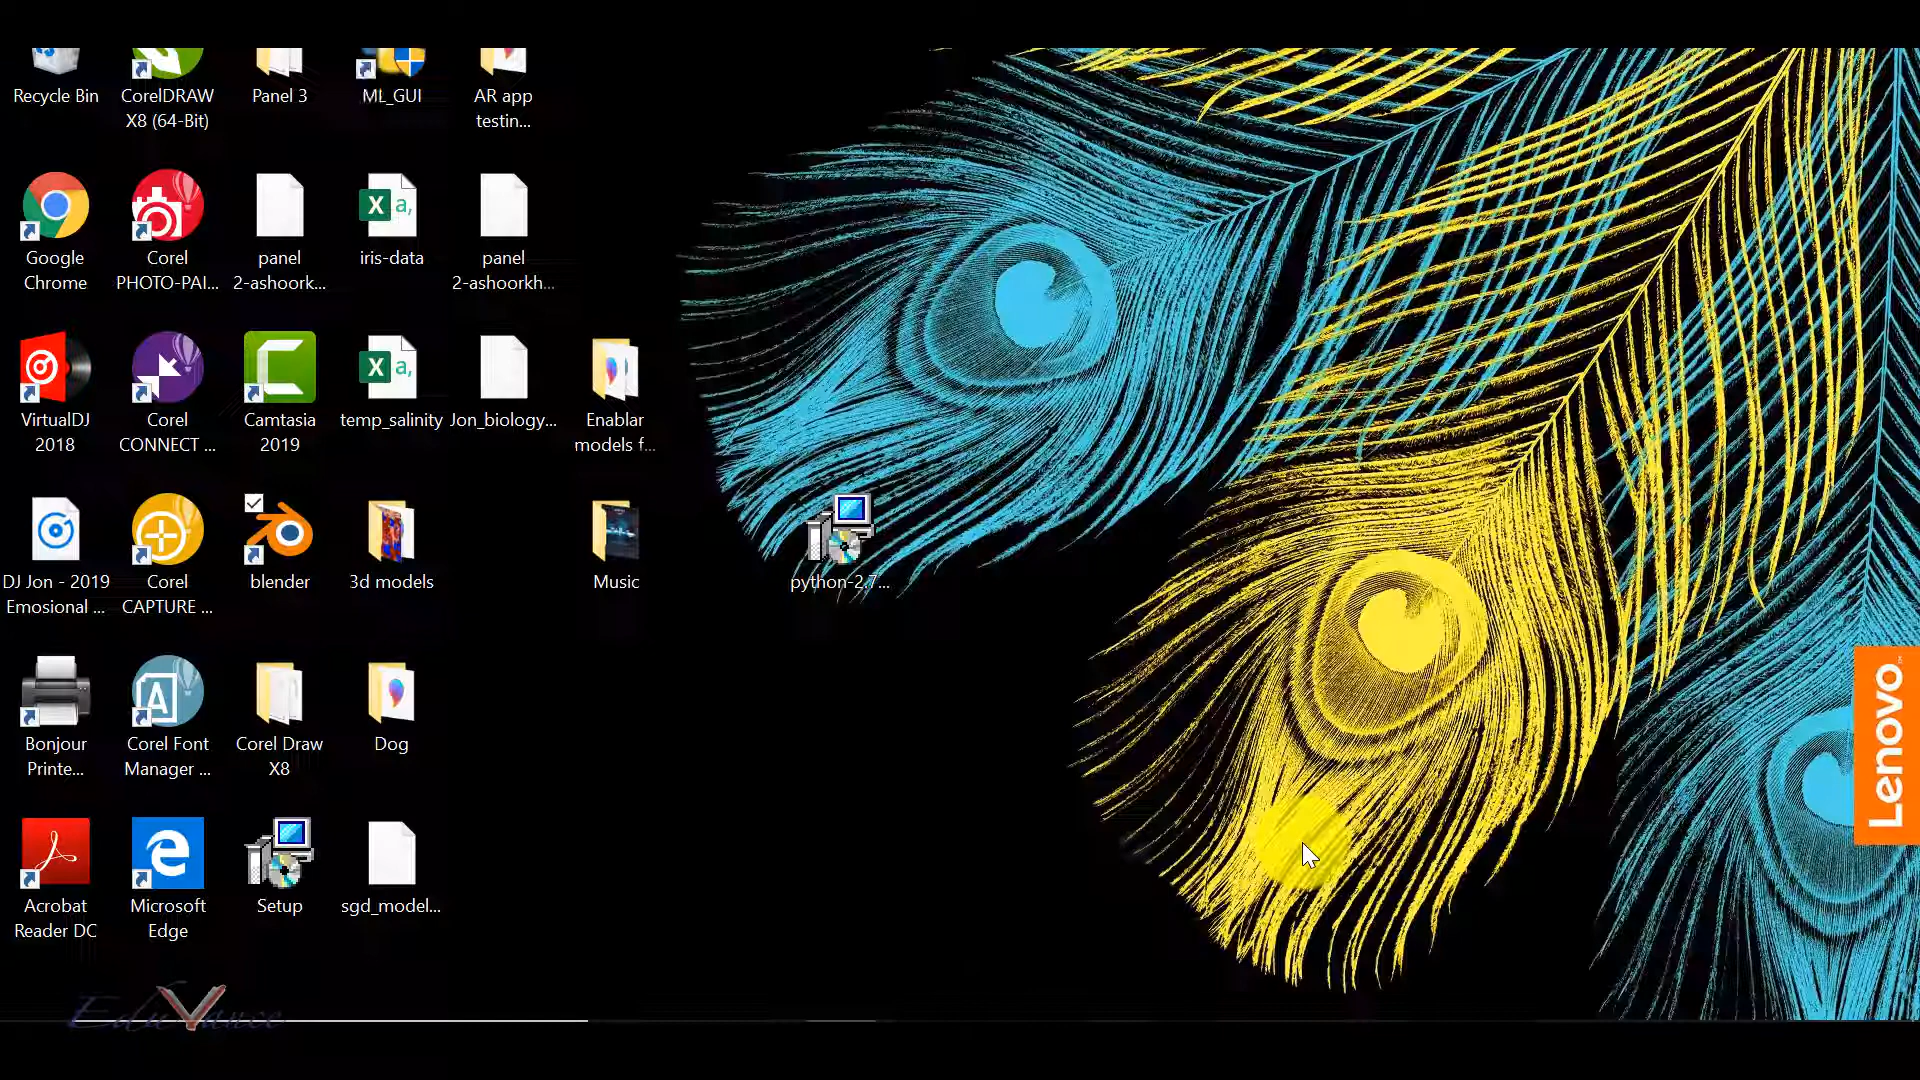 Recycle Bin
CorelDRAW
X8 (64-Bit)
Panel 3
ML_GUI
AR app
testin...
Google
Chrome
Corel
PHOTO-PAI...
panel
2-ashoork...
iris-data
panel
2-ashoorkh...
VirtualDJ
2018
Corel
CONNECT ...
Camtasia
2019
temp_salinity
Jon_biology...
Enablar
models f...
DJ Jon - 2019
Emosional ...
Corel
CAPTURE ...
blender
3d models
Music
python-2.7...
Bonjour
Printe...
Corel Font
Manager ...
Corel Draw
X8
Dog
Acrobat
Reader DC
Microsoft
Edge
Setup
sgd_model...
Lenovo
EduVance